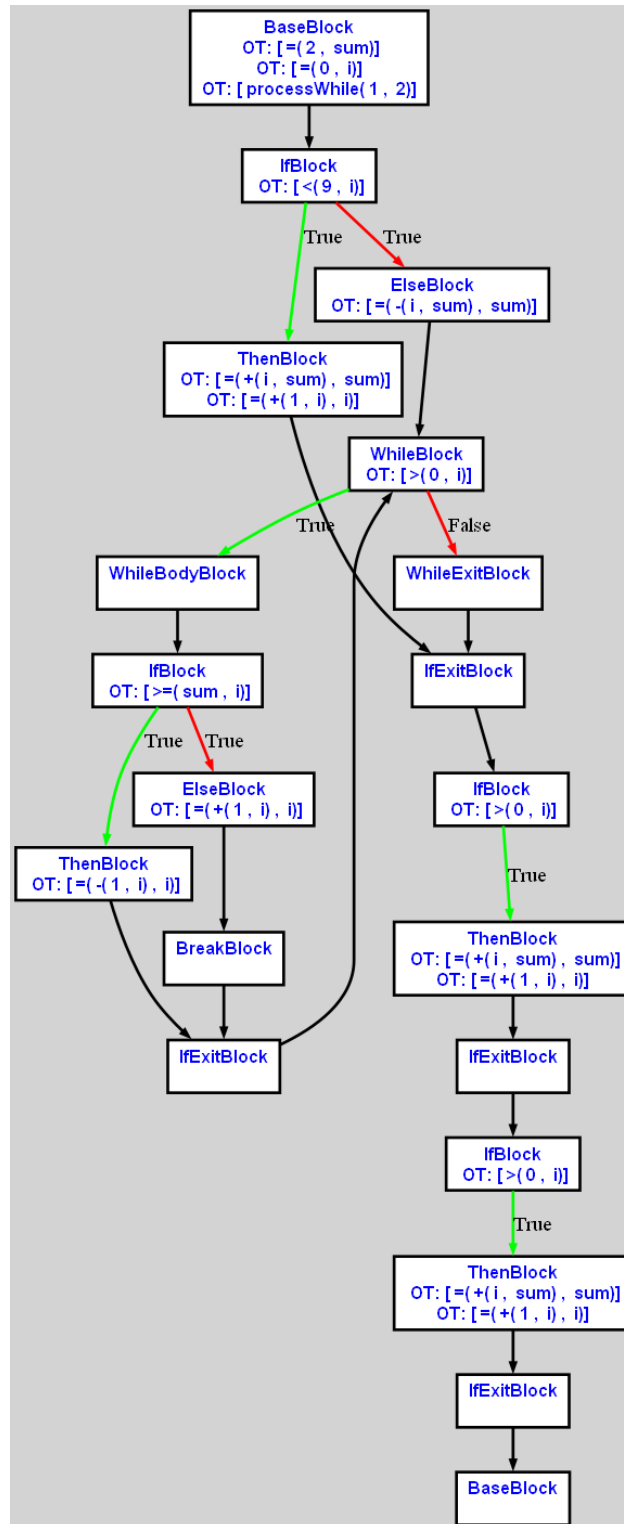 BaseBlock
OT: [=(2, sum)]
OT: [=(0, i)]
OT: [processWhile(1, 2)]
IfBlock
OT: [<(9, i)]
True
True
ElseBlock
OT: [=(-(i, sum), sum)]
ThenBlock
OT: [=(+(i, sum), sum)]
OT: [=(+(1, i), i)]
WhileBlock
OT: [>(0, i)]
True
False
WhileBodyBlock
WhileExitBlock
IfBlock
OT: [>=(sum, i)]
IfExitBlock
True
True
ElseBlock
OT: [=(+(1, i), i)]
IfBlock
OT: [>(0, i)]
ThenBlock
OT: [=(-(1, i), i)]
True
BreakBlock
ThenBlock
OT: [=(+(i, sum), sum)]
OT: [=(+(1, i), i)]
IfExitBlock
IfExitBlock
IfBlock
OT: [>(0, i)]
True
ThenBlock
OT: [=(+(i, sum), sum)]
OT: [=(+(1, i), i)]
IfExitBlock
BaseBlock